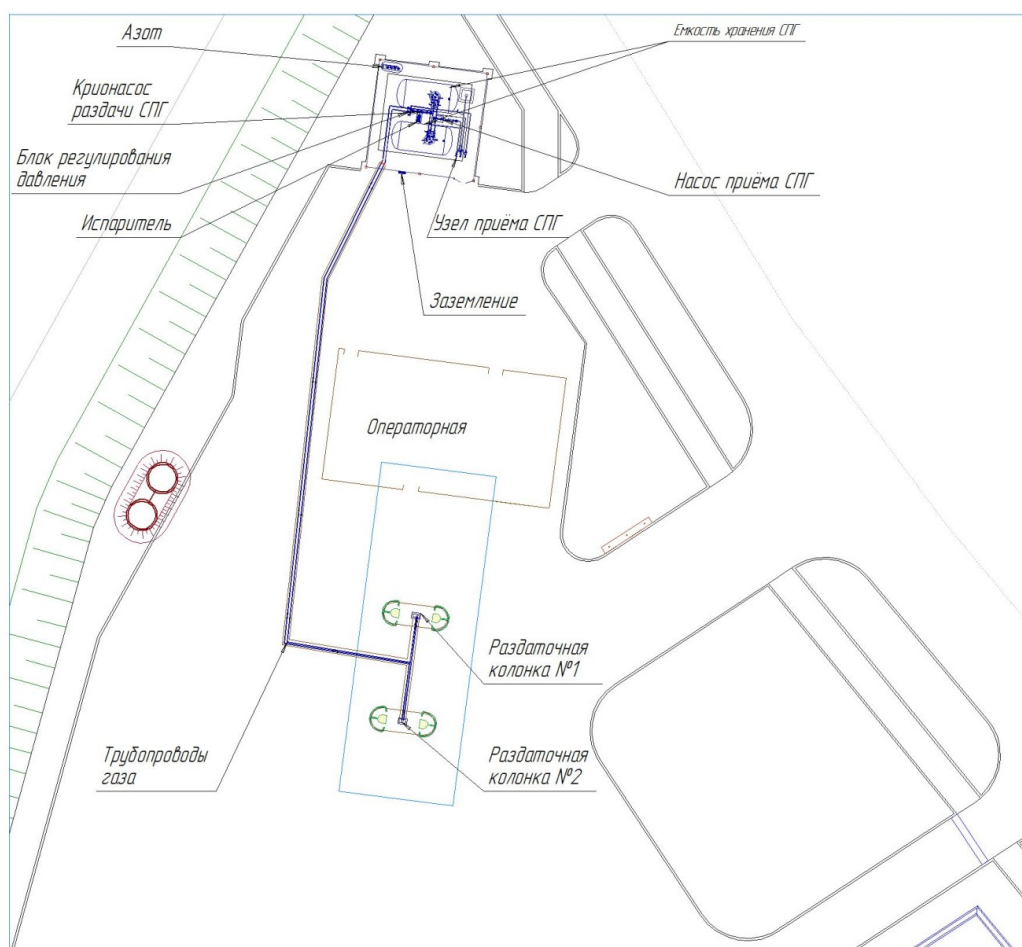 Азот
Емкость хранения СПГ
Крионасос
раздачи СПГ
Блок регулирования
давления
Насос приёма СПГ
Испаритель
Узел приёма СПГ
Заземление
Операторная
Раздаточная
колонка №1
Трубопроводы
газа
Раздаточная
колонка №2